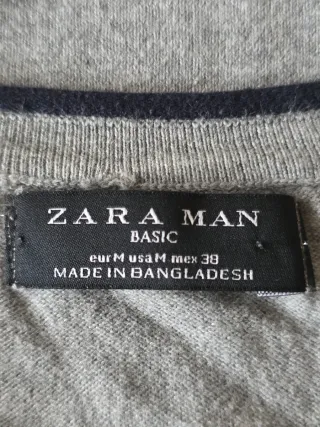 ZARA MAN
BASIC
eur M usa M mex 38
MADE IN BANGLADESH